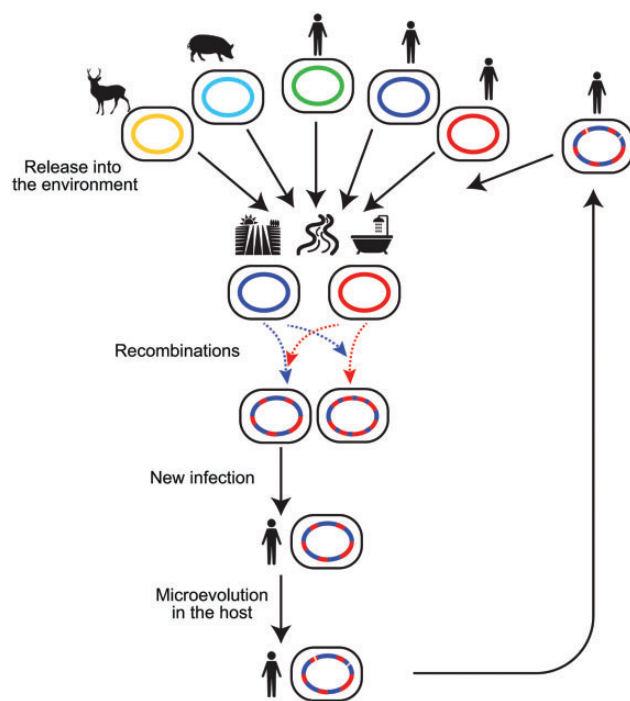 Release into
the environment
Recombinations
New infection
Microevolution
in the host